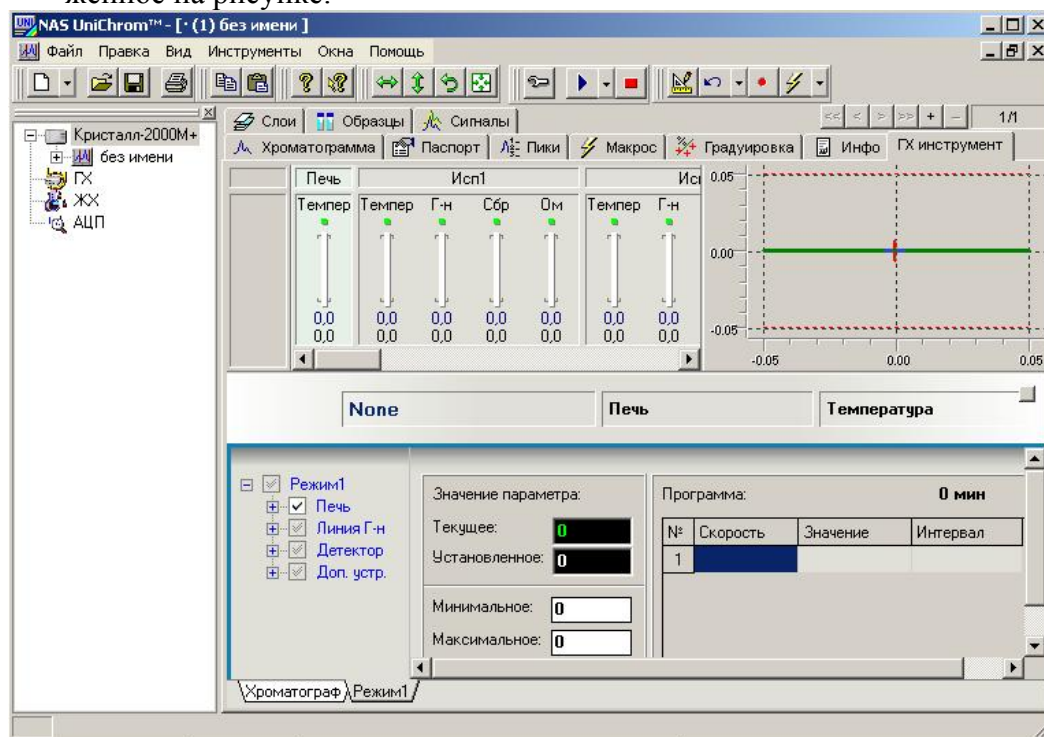 женное на рисунке.
NAS UniChrom™ - [ · (1) без имени ]
Файл Правка Вид Инструменты Окна Помощь
Слои Образцы Сигналы << < > >> + − 1/1
Хроматограмма Паспорт Пики Макрос Градуировка Инфо ГХ инструмент
Кристалл-2000М+
без имени
ГХ
ЖХ
АЦП
Печь Исп1 Исп
Темпер Темпер Г-н Сбр Ом Темпер Г-н
0,0 0,0 0,0 0,0 0,0 0,0 0,0
0,0 0,0 0,0 0,0 0,0 0,0 0,0
0.05
0.00
-0.05
-0.05 0.00 0.05
None Печь Температура
Режим1
Печь
Линия Г-н
Детектор
Доп. устр.
Значение параметра:
Текущее: 0
Установленное: 0
Минимальное: 0
Максимальное: 0
Программа: 0 мин
№ Скорость Значение Интервал
1
Хроматограф Режим1